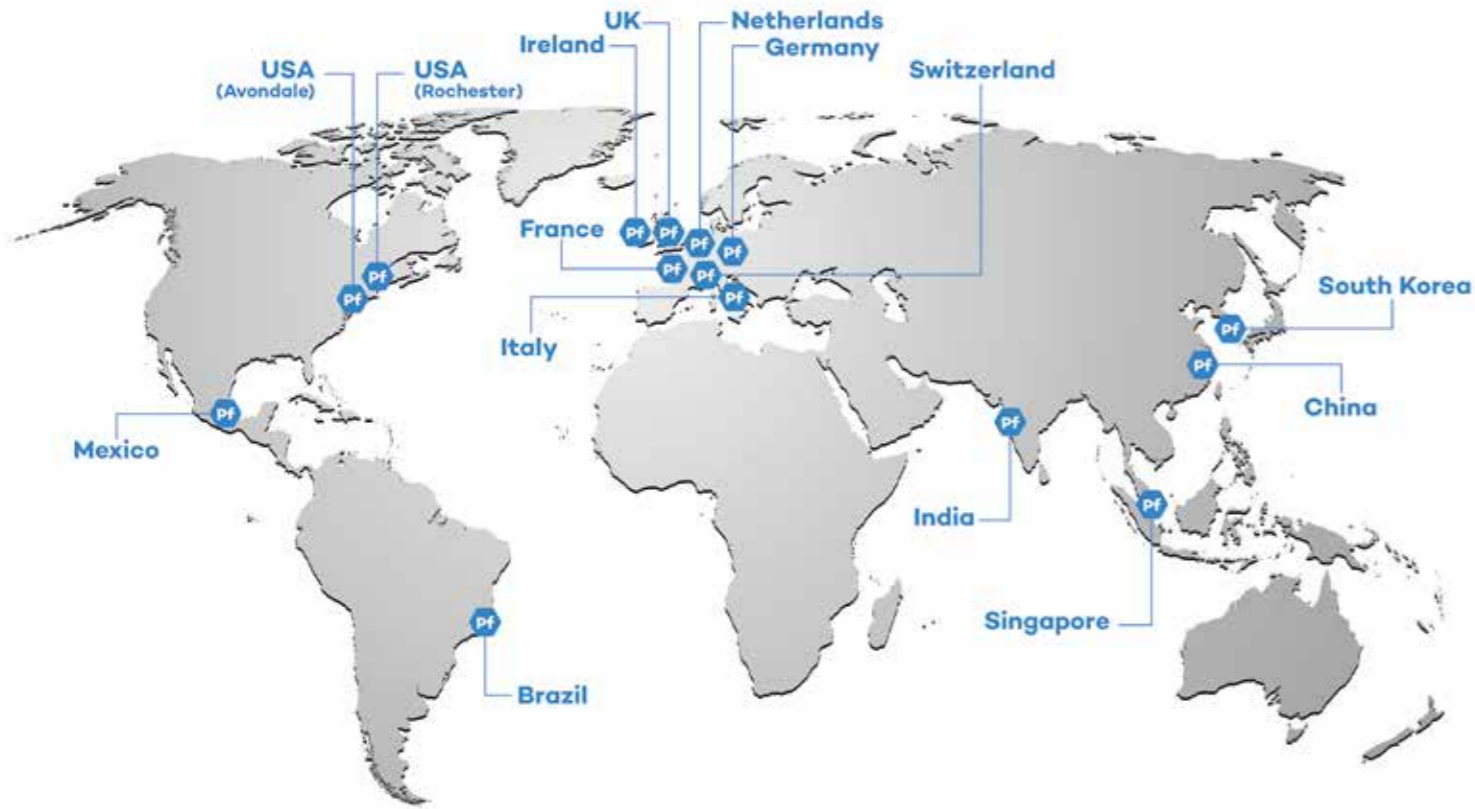 UK
Netherlands
Ireland
Germany
USA
(Avondale)
USA
(Rochester)
Switzerland
Pf
Pf
France
Pf
Pf
Pf
Pf
Pf
Pf
Pf
Italy
South Korea
Pf
Pf
China
Pf
Mexico
Pf
India
Pf
Singapore
Pf
Brazil